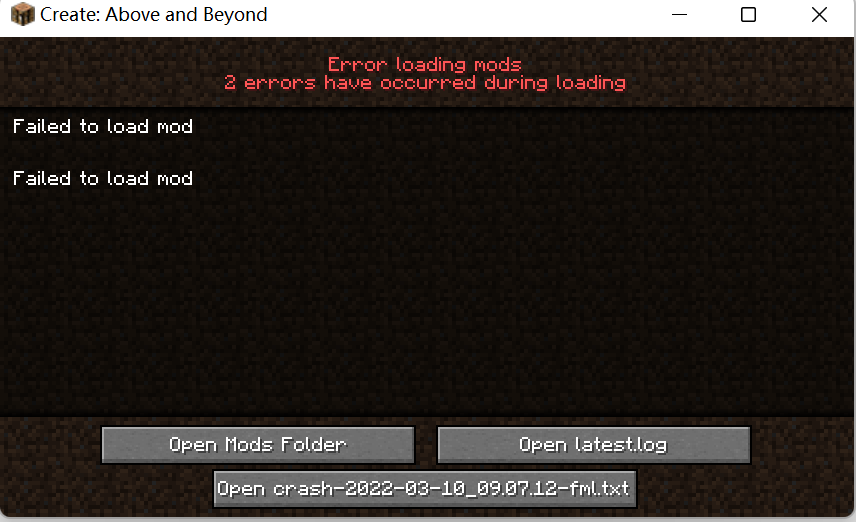 Create: Above and Beyond
Error loading mods
2 errors have occurred during loading
Failed to load mod
Failed to load mod
Open Mods Folder
Open latest.log
Open crash-2022-03-10_09.07.12-fml.txt